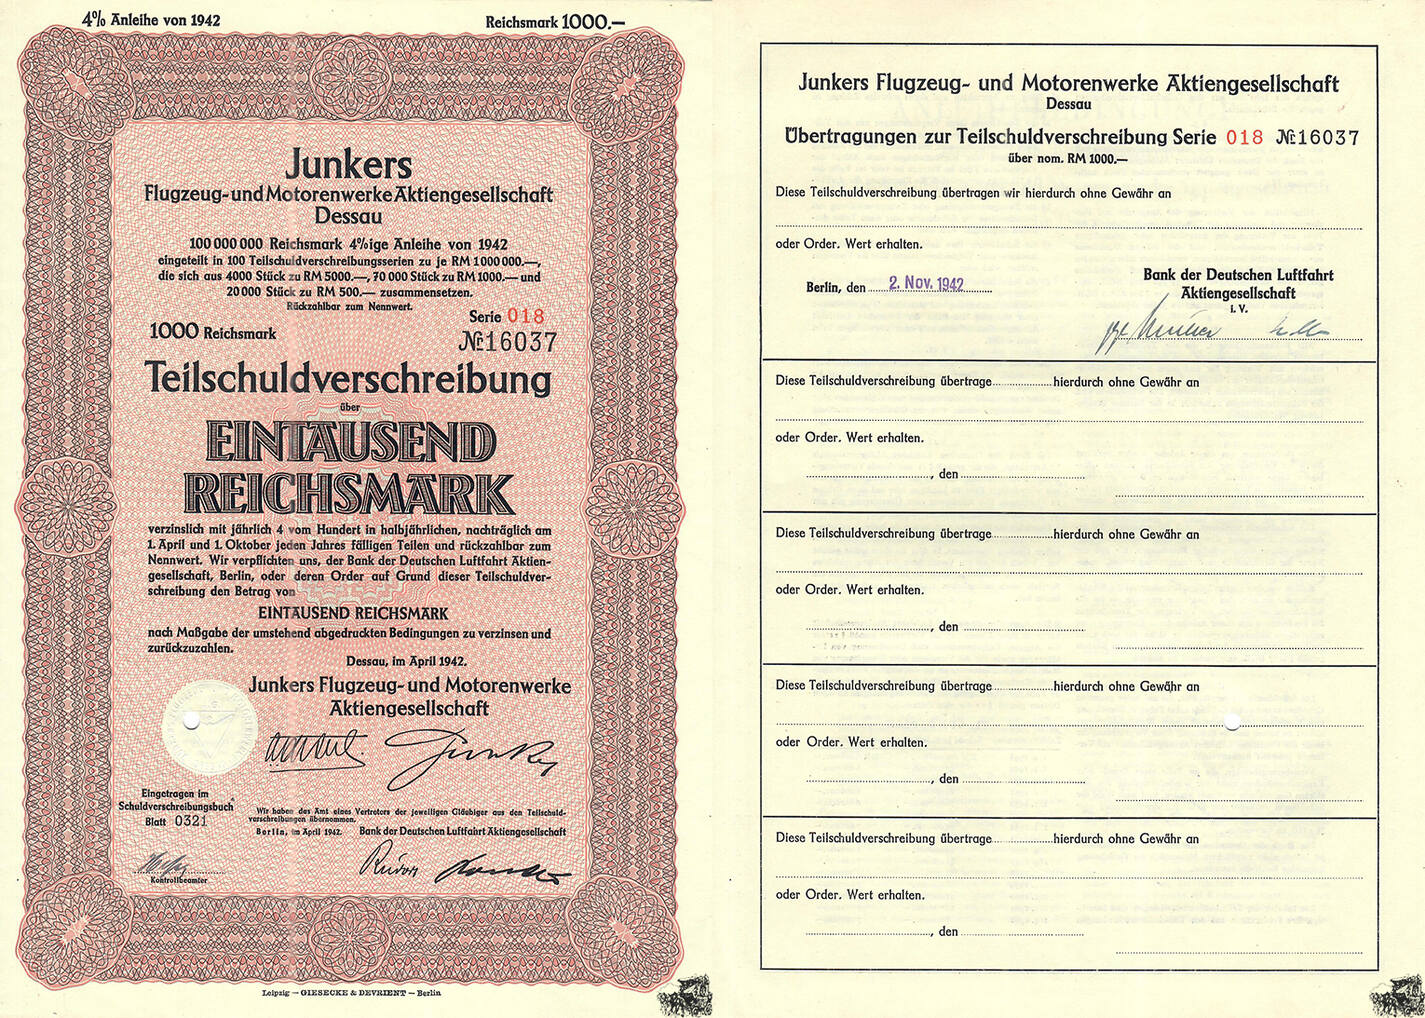 4% Anleihe von 1942
Reichsmark 1000.—
Junkers
Flugzeug- und Motorenwerke Aktiengesellschaft
Dessau
100 000 000 Reichsmark 4%ige Anleihe von 1942
eingeteilt in 100 Teilschuldverschreibungsserien zu je RM 1 000 000.—,
die sich aus 4000 Stück zu RM 5000.—, 70 000 Stück zu RM 1000.— und
20 000 Stück zu RM 500.— zusammensetzen.
Rückzahlbar zum Nennwert.
Serie 018
1000 Reichsmark
№ 16037
Teilschuldverschreibung
über
EINTAUSEND
REICHSMARK
verzinslich mit jährlich 4 vom Hundert in halbjährlichen, nachträglich am
1. April und 1. Oktober jeden Jahres fälligen Teilen und rückzahlbar zum
Nennwert. Wir verpflichten uns, der Bank der Deutschen Luftfahrt Aktien-
gesellschaft, Berlin, oder deren Order auf Grund dieser Teilschuldver-
schreibung den Betrag von
EINTAUSEND REICHSMARK
nach Maßgabe der umstehend abgedruckten Bedingungen zu verzinsen und
zurückzuzahlen.
Dessau, im April 1942.
Junkers Flugzeug- und Motorenwerke
Aktiengesellschaft
Eingetragen im
Schuldverschreibungsbuch
Blatt 0321
Kontrollbeamter
Wir haben das Amt eines Vertreters der jeweiligen Gläubiger aus den Teilschuld-
verschreibungen übernommen.
Berlin, im April 1942. Bank der Deutschen Luftfahrt Aktiengesellschaft
Leipzig — GIESECKE & DEVRIENT — Berlin
Junkers Flugzeug- und Motorenwerke Aktiengesellschaft
Dessau
Übertragungen zur Teilschuldverschreibung Serie 018 № 16037
über nom. RM 1000.—
Diese Teilschuldverschreibung übertragen wir hierdurch ohne Gewähr an
oder Order. Wert erhalten.
Berlin, den 2. Nov. 1942
Bank der Deutschen Luftfahrt
Aktiengesellschaft
i. V.
Diese Teilschuldverschreibung übertrage hierdurch ohne Gewähr an
oder Order. Wert erhalten.
, den
Diese Teilschuldverschreibung übertrage hierdurch ohne Gewähr an
oder Order. Wert erhalten.
, den
Diese Teilschuldverschreibung übertrage hierdurch ohne Gewähr an
oder Order. Wert erhalten.
, den
Diese Teilschuldverschreibung übertrage hierdurch ohne Gewähr an
oder Order. Wert erhalten.
, den